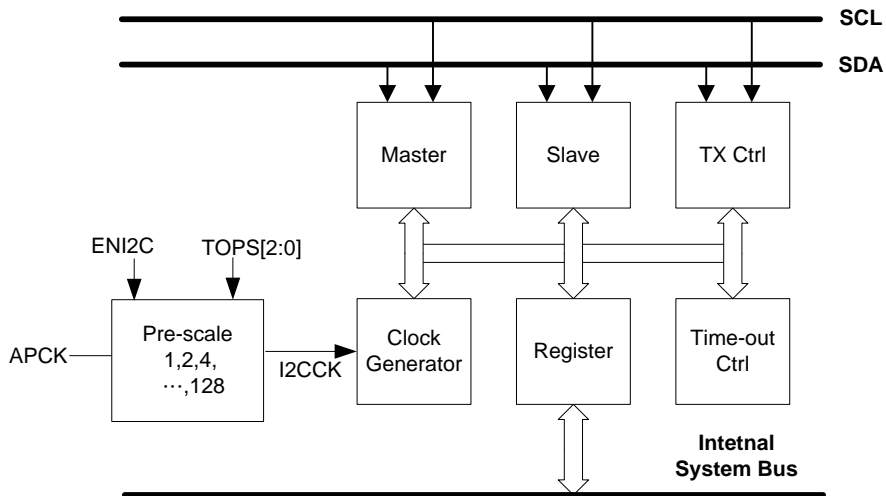 SCL
SDA
Master
Slave
TX Ctrl
ENI2C
TOPS[2:0]
APCK
Pre-scale
1,2,4,
⋯,128
I2CCK
Clock
Generator
Register
Time-out
Ctrl
Intetnal
System Bus